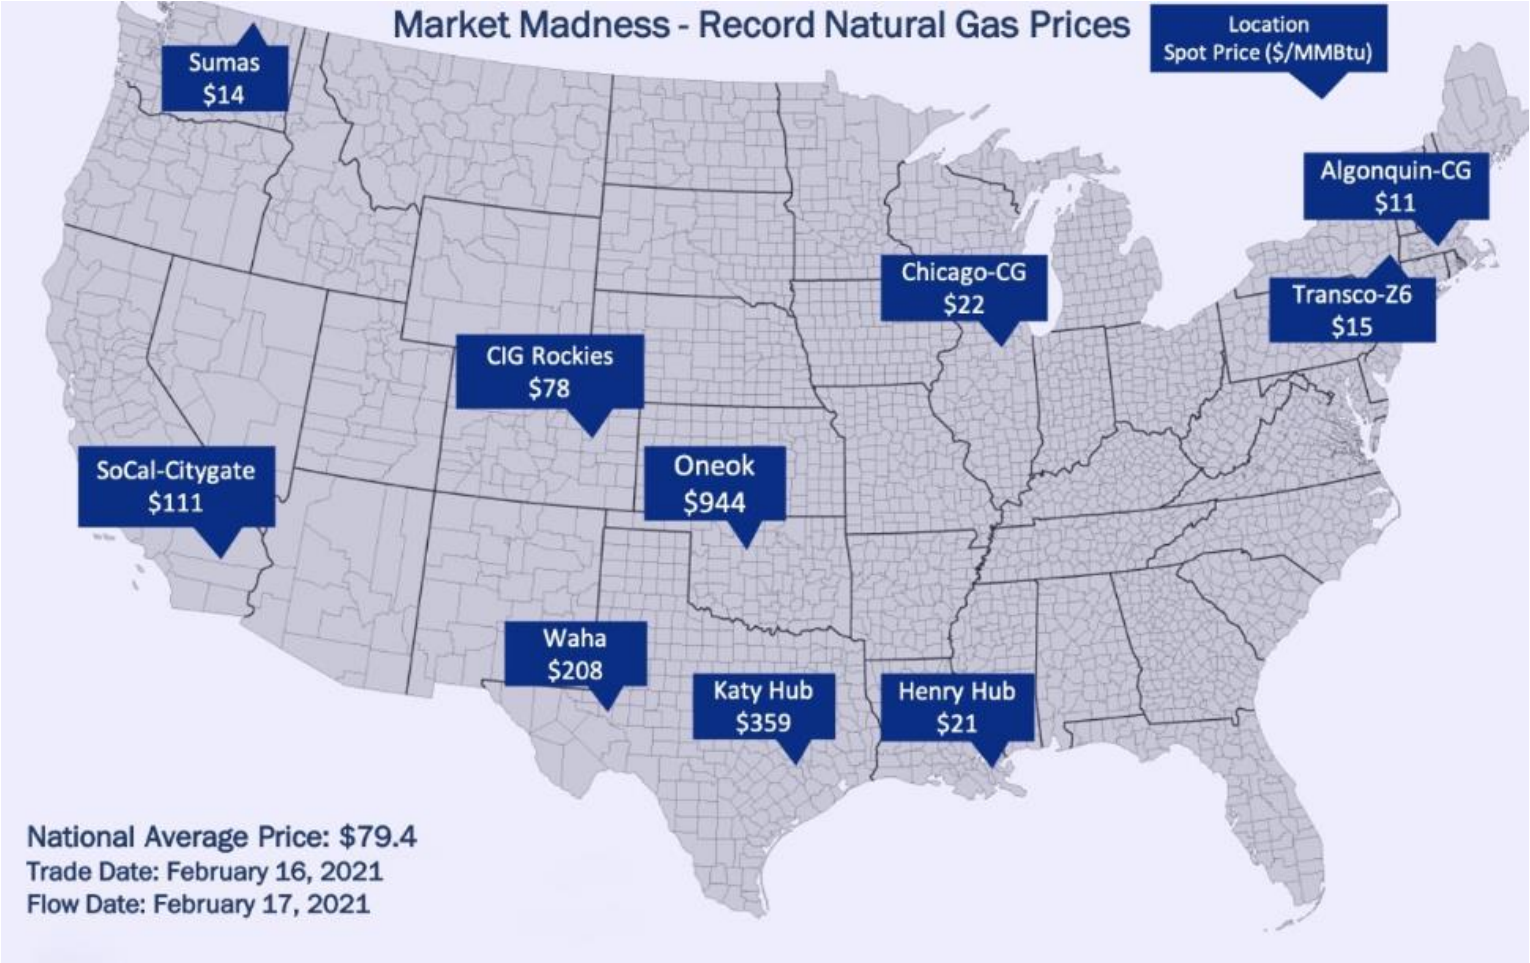 Market Madness - Record Natural Gas Prices
Location
Spot Price ($/MMBtu)
Sumas
$14
Algonquin-CG
$11
Chicago-CG
$22
Transco-Z6
$15
CIG Rockies
$78
SoCal-Citygate
$111
Oneok
$944
Waha
$208
Katy Hub
$359
Henry Hub
$21
National Average Price: $79.4
Trade Date: February 16, 2021
Flow Date: February 17, 2021